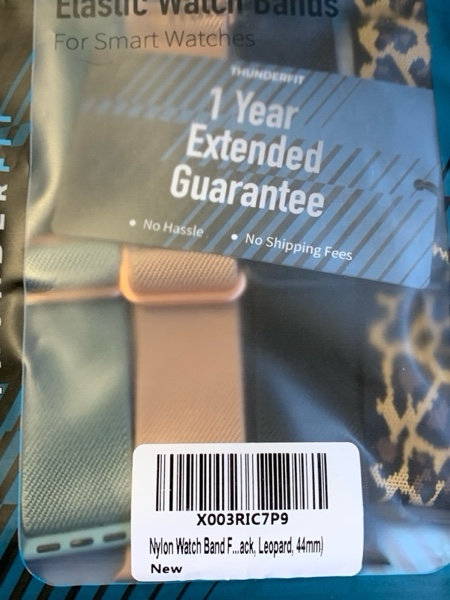 Elastic Watch Bands
For Smart Watches
THUNDERFIT
1 Year
Extended
Guarantee
• No Hassle
• No Shipping Fees
X003RIC7P9
Nylon Watch Band F...ack, Leopard, 44mm)
New